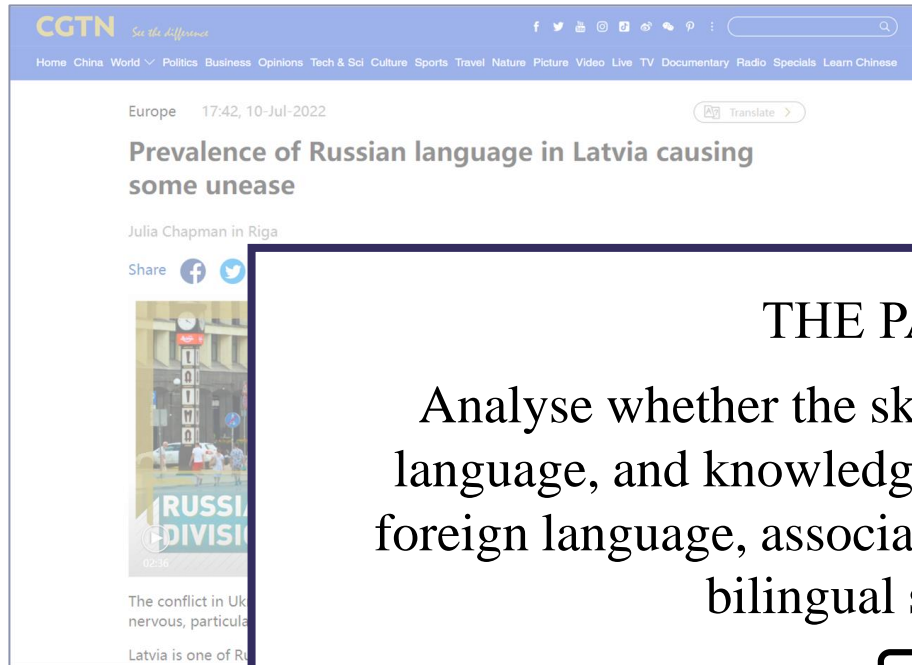 CGTN See the difference
Home China World Politics Business Opinions Tech & Sci Culture Sports Travel Nature Picture Video Live TV Documentary Radio Specials Learn Chinese
Europe 17:42, 10-Jul-2022
Translate
Prevalence of Russian language in Latvia causing
some unease
Julia Chapman in Riga
Share
LAIMA
RUSSI
DIVISI
02:36
The conflict in Uk
nervous, particula
Latvia is one of Ru
THE PA
Analyse whether the sk
language, and knowledg
foreign language, associa
bilingual s